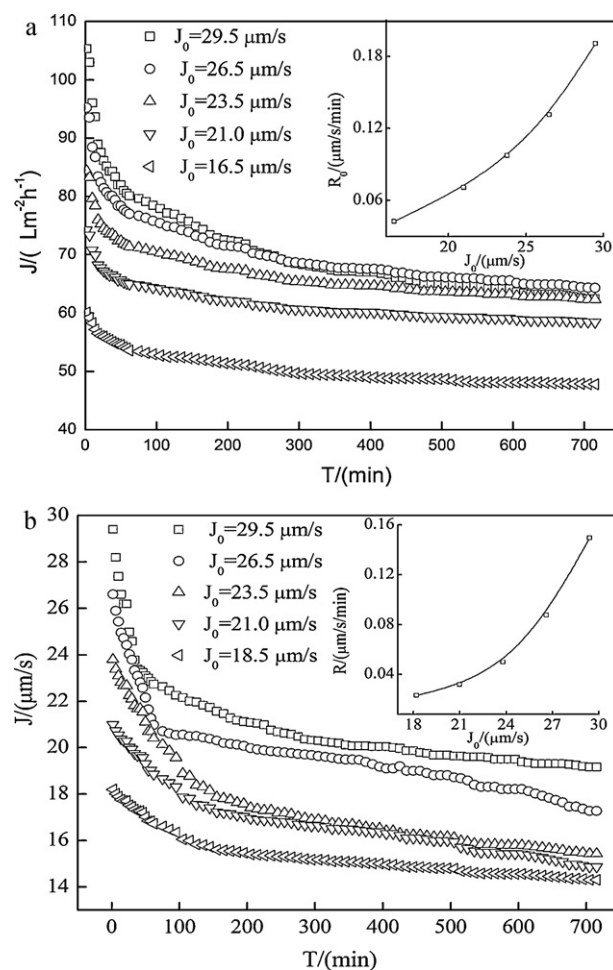 a
J₀=29.5 μm/s
J₀=26.5 μm/s
J₀=23.5 μm/s
J₀=21.0 μm/s
J₀=16.5 μm/s
110
100
90
80
70
60
50
40
J/( Lm⁻²h⁻¹)
0 100 200 300 400 500 600 700
T/(min)
0.18
0.12
0.06
R₀/(μm/s/min)
20 25 30
J₀/(μm/s)
b
J₀=29.5 μm/s
J₀=26.5 μm/s
J₀=23.5 μm/s
J₀=21.0 μm/s
J₀=18.5 μm/s
30
28
26
24
22
20
18
16
14
J/(μm/s)
0 100 200 300 400 500 600 700
T/(min)
0.16
0.12
0.08
0.04
R/(μm/s/min)
18 21 24 27 30
J₀/(μm/s)